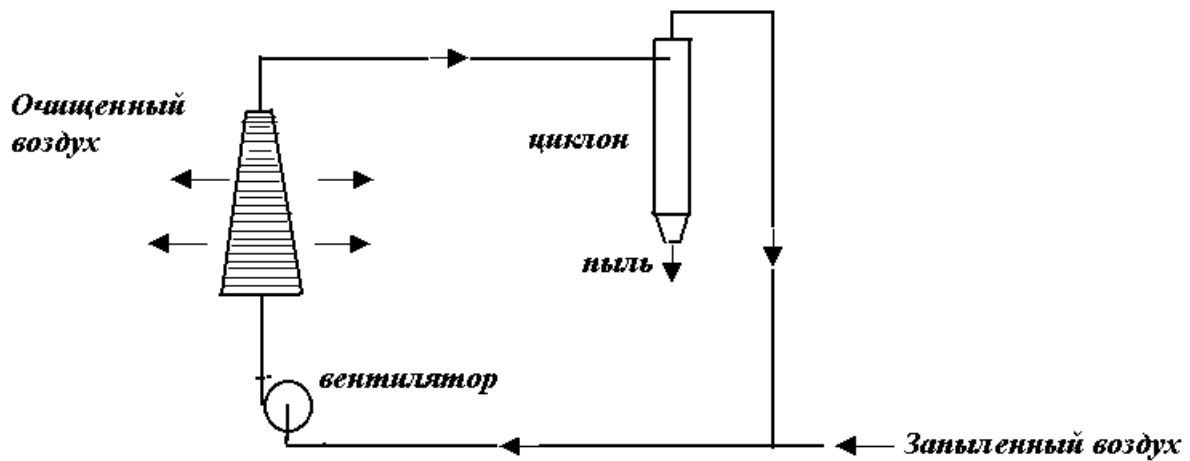 Очищенный
воздух
циклон
пыль
вентилятор
Запыленный воздух